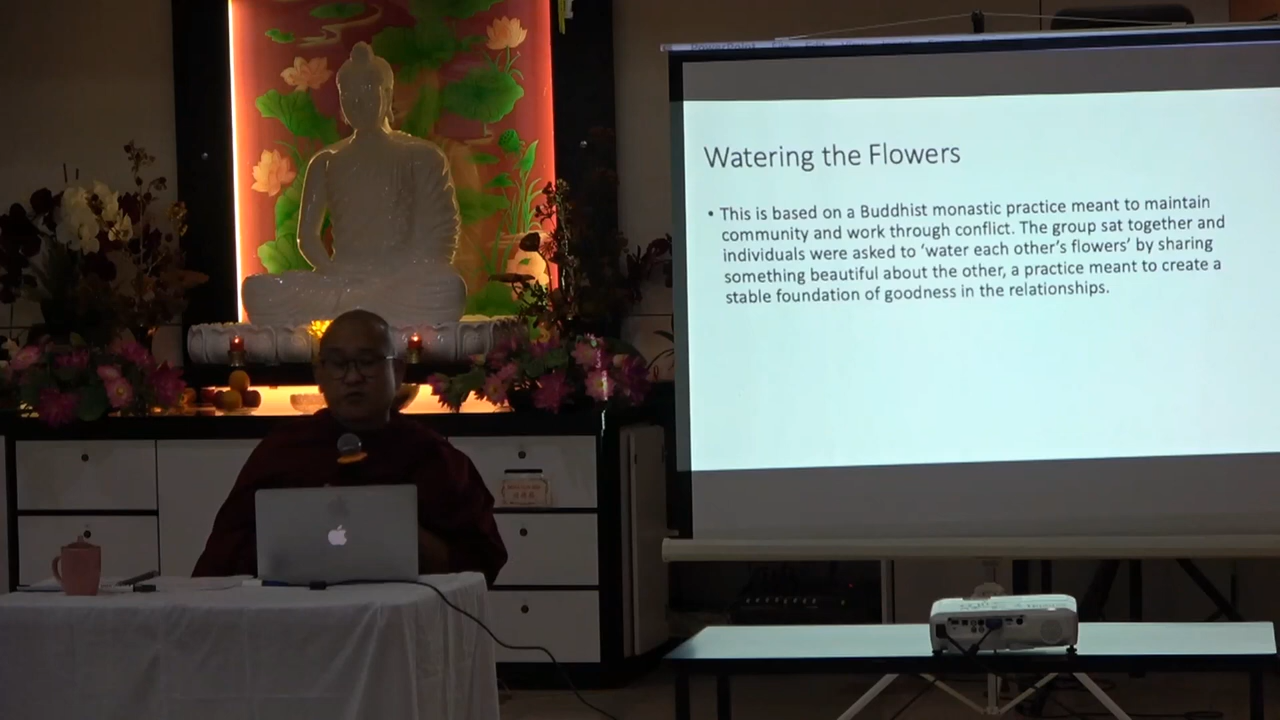 Watering the Flowers
• This is based on a Buddhist monastic practice meant to maintain
community and work through conflict. The group sat together and
individuals were asked to ‘water each other’s flowers’ by sharing
something beautiful about the other, a practice meant to create a
stable foundation of goodness in the relationships.